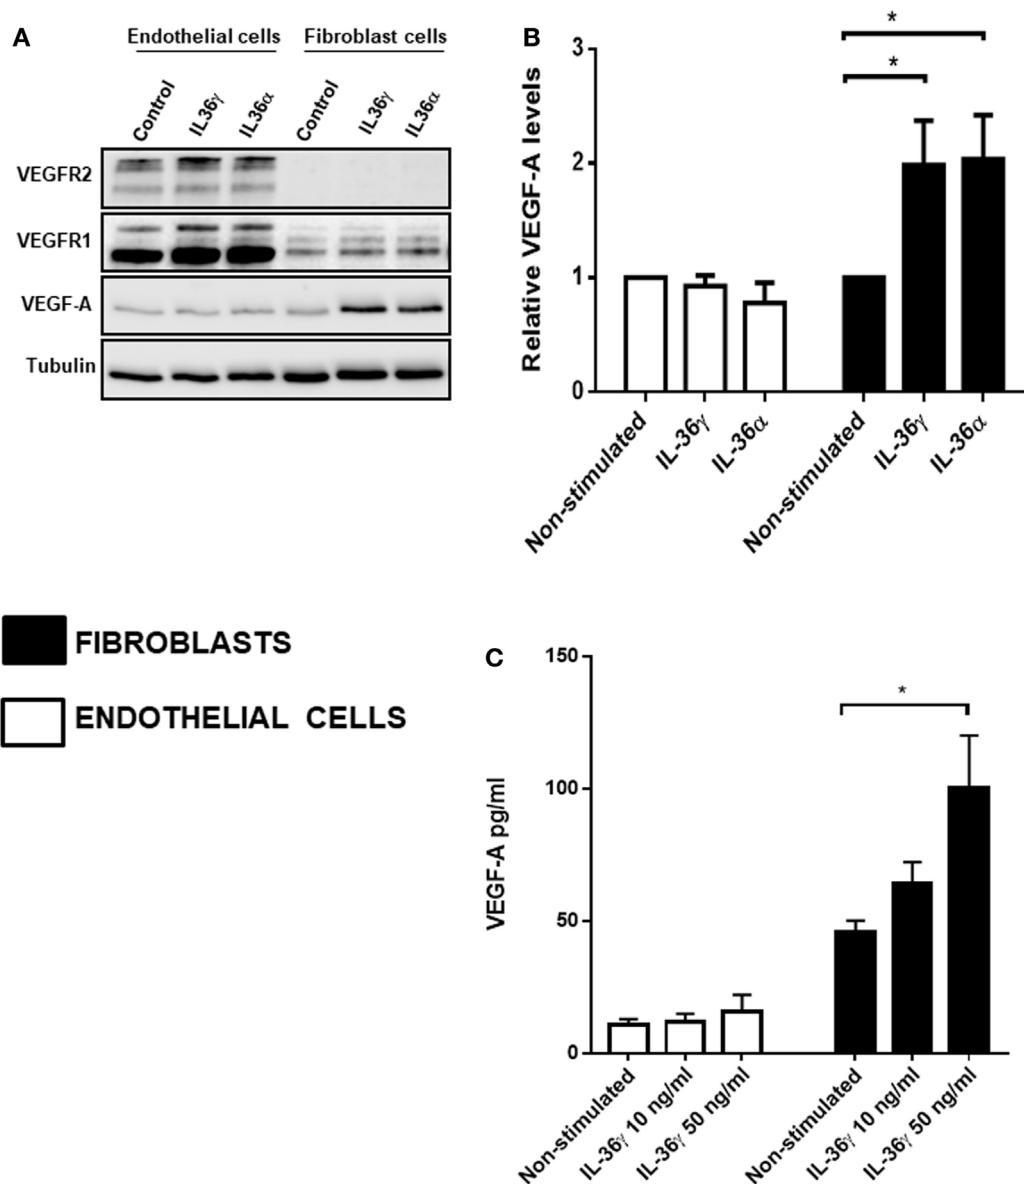 A
Endothelial cells Fibroblast cells
Control IL36γ IL36α Control IL36γ IL36α
VEGFR2
VEGFR1
VEGF-A
Tubulin
B
Relative VEGF-A levels
3
2
1
0
*
*
Non-stimulated IL-36γ IL-36α Non-stimulated IL-36γ IL-36α
FIBROBLASTS
ENDOTHELIAL CELLS
C
VEGF-A pg/ml
150
100
50
0
*
Non-stimulated IL-36γ 10 ng/ml IL-36γ 50 ng/ml Non-stimulated IL-36γ 10 ng/ml IL-36γ 50 ng/ml